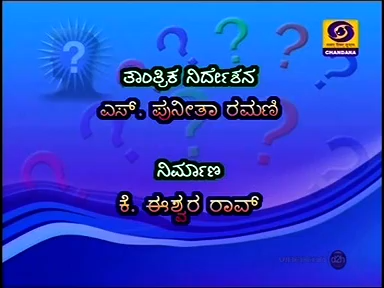 CHANDANA
ತಾಂತ್ರಿಕ ನಿರ್ದೇಶನ
ಎಸ್. ಪುನೀತಾ ರಮಣಿ
ನಿರ್ಮಾಣ
ಕೆ. ಈಶ್ವರ ರಾವ್